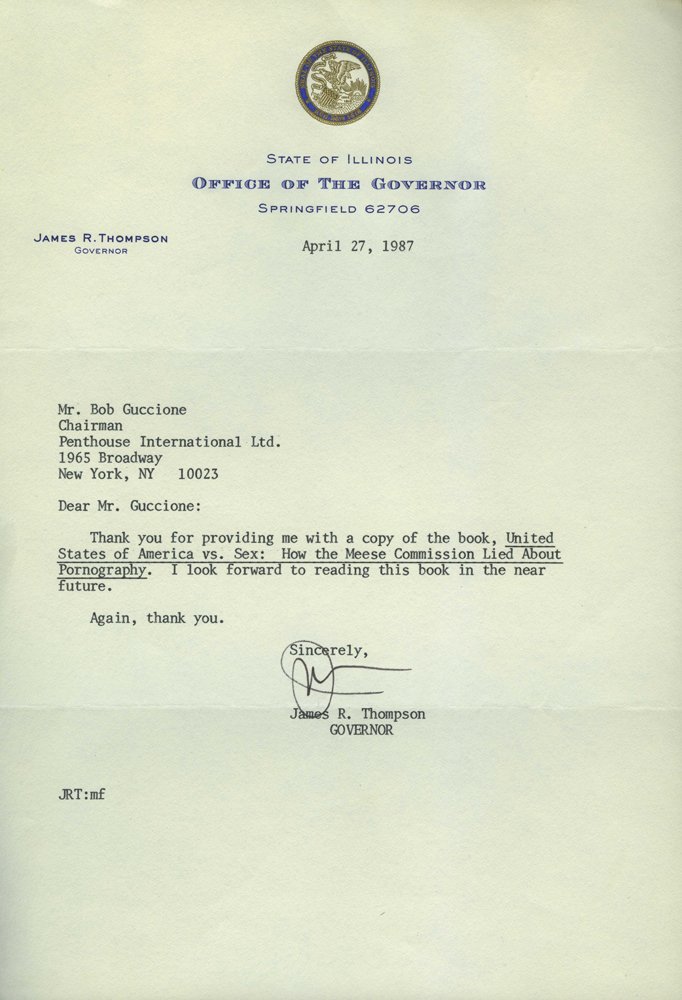 STATE OF ILLINOIS
OFFICE OF THE GOVERNOR
SPRINGFIELD 62706
JAMES R. THOMPSON
GOVERNOR
April 27, 1987
Mr. Bob Guccione
Chairman
Penthouse International Ltd.
1965 Broadway
New York, NY 10023
Dear Mr. Guccione:
Thank you for providing me with a copy of the book, United
States of America vs. Sex: How the Meese Commission Lied About
Pornography. I look forward to reading this book in the near
future.
Again, thank you.
Sincerely,
James R. Thompson
GOVERNOR
JRT:mf